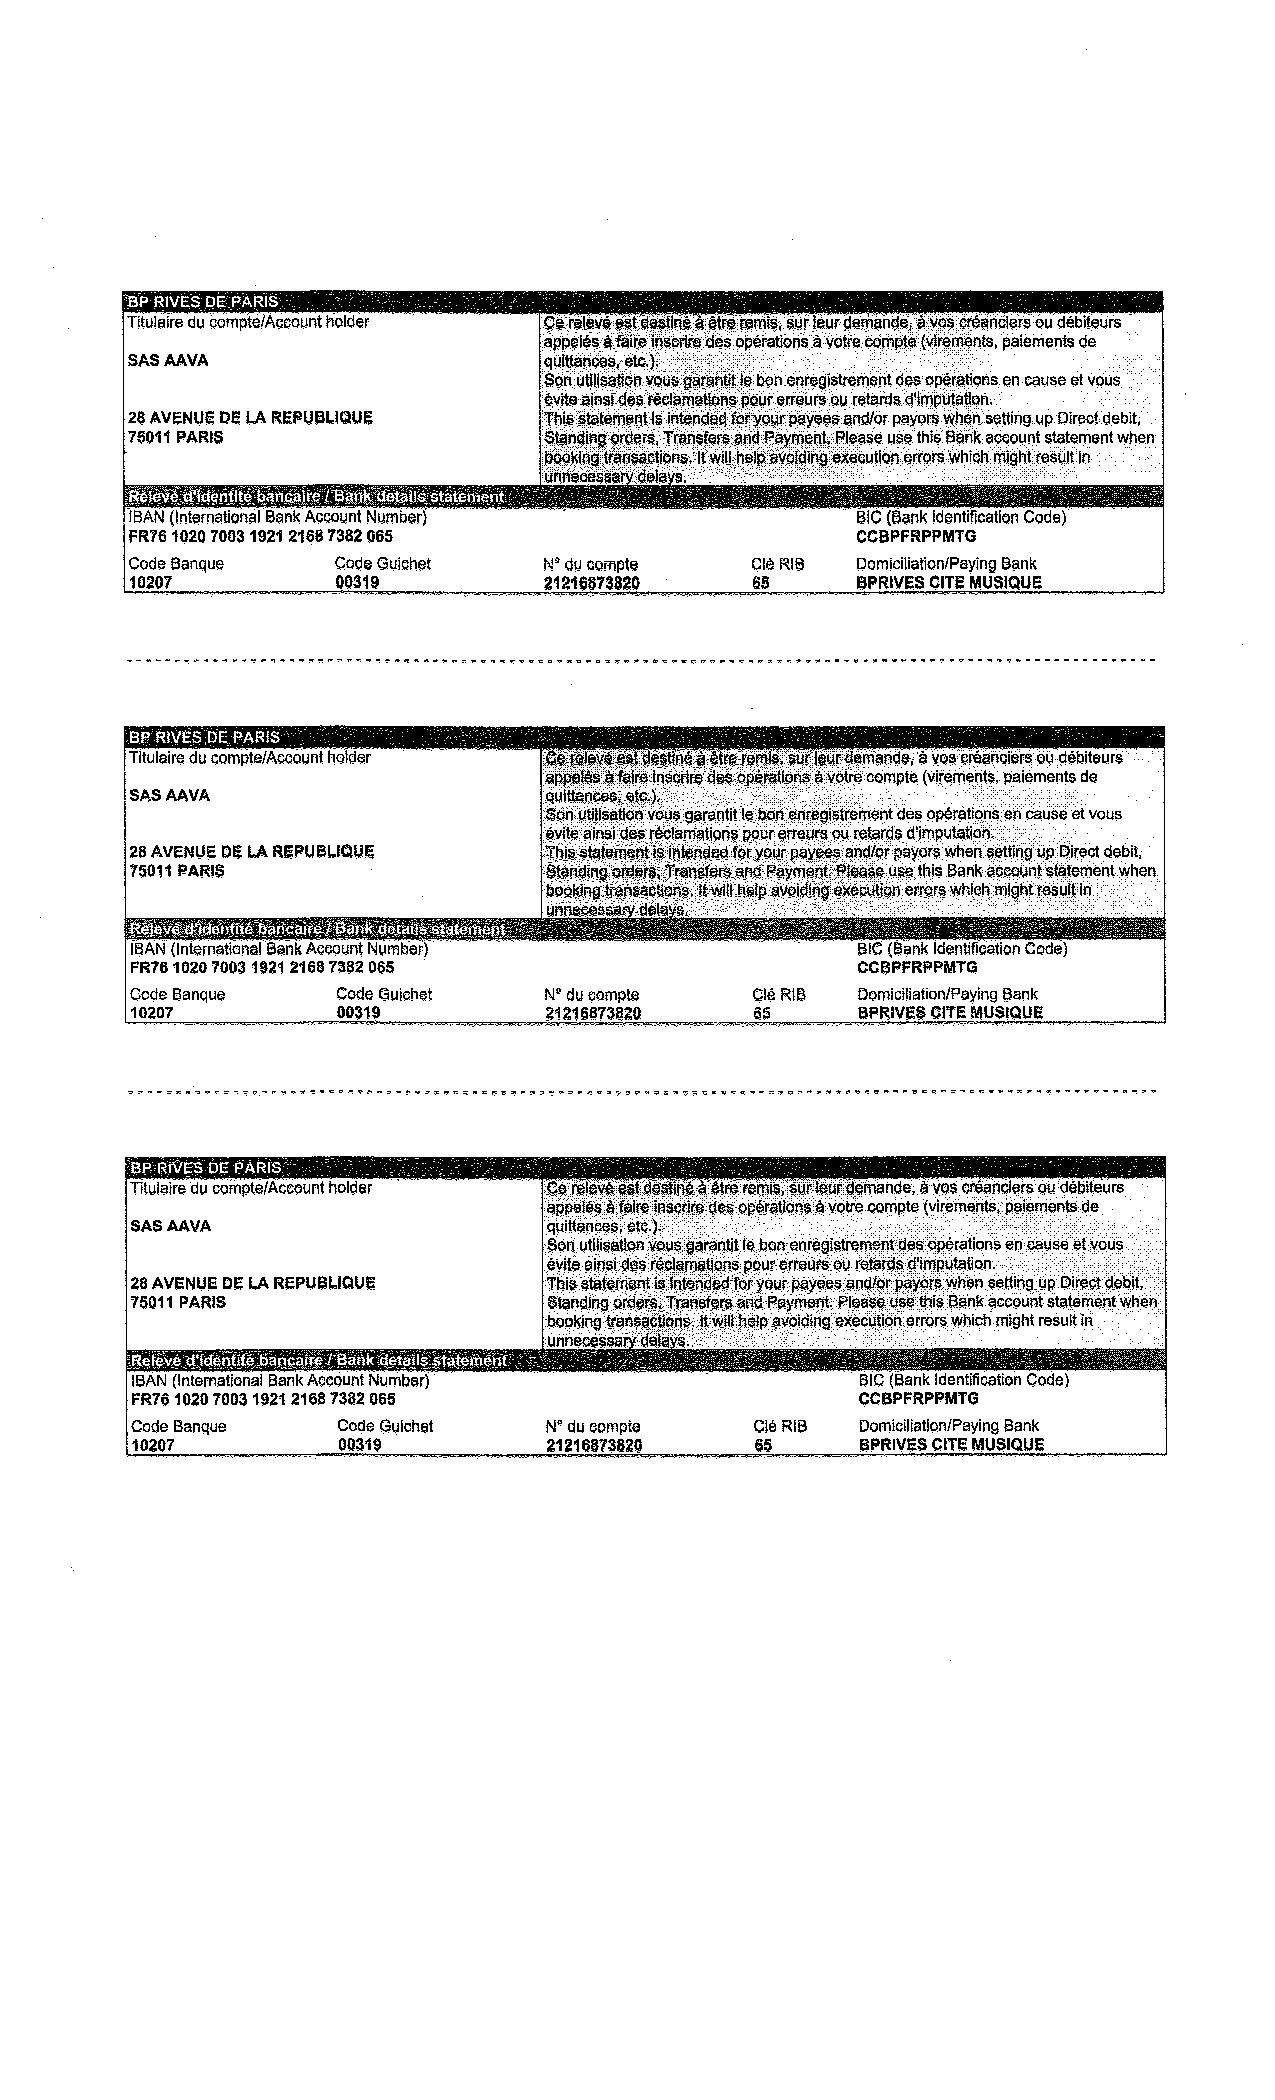 BP RIVES DE PARIS
Titulaire du compte/Account holder
SAS AAVA
28 AVENUE DE LA REPUBLIQUE
75011 PARIS
Ce relevé est destiné à être remis, sur leur demande, à vos créanciers ou débiteurs
appelés à faire inscrire des opérations à votre compte (virements, paiements de
quittances, etc.).
Son utilisation vous garantit le bon enregistrement des opérations en cause et vous
évite ainsi des réclamations pour erreurs ou retards d'imputation.
This statement is intended for your payees and/or payors when setting up Direct debit,
Standing orders, Transfers and Payment. Please use this Bank account statement when
booking transactions. It will help avoiding execution errors which might result in
unnecessary delays.
Relevé d'identité bancaire / Bank details statement
IBAN (International Bank Account Number) BIC (Bank Identification Code)
FR76 1020 7003 1921 2168 7382 065 CCBPFRPPMTG
Code Banque Code Guichet N° du compte Clé RIB Domiciliation/Paying Bank
10207 00319 21216873820 65 BPRIVES CITE MUSIQUE
BP RIVES DE PARIS
Titulaire du compte/Account holder
SAS AAVA
28 AVENUE DE LA REPUBLIQUE
75011 PARIS
Ce relevé est destiné à être remis, sur leur demande, à vos créanciers ou débiteurs
appelés à faire inscrire des opérations à votre compte (virements, paiements de
quittances, etc.).
Son utilisation vous garantit le bon enregistrement des opérations en cause et vous
évite ainsi des réclamations pour erreurs ou retards d'imputation.
This statement is intended for your payees and/or payors when setting up Direct debit,
Standing orders, Transfers and Payment. Please use this Bank account statement when
booking transactions. It will help avoiding execution errors which might result in
unnecessary delays.
Relevé d'identité bancaire / Bank details statement
IBAN (International Bank Account Number) BIC (Bank Identification Code)
FR76 1020 7003 1921 2168 7382 065 CCBPFRPPMTG
Code Banque Code Guichet N° du compte Clé RIB Domiciliation/Paying Bank
10207 00319 21216873820 65 BPRIVES CITE MUSIQUE
BP RIVES DE PARIS
Titulaire du compte/Account holder
SAS AAVA
28 AVENUE DE LA REPUBLIQUE
75011 PARIS
Ce relevé est destiné à être remis, sur leur demande, à vos créanciers ou débiteurs
appelés à faire inscrire des opérations à votre compte (virements, paiements de
quittances, etc.).
Son utilisation vous garantit le bon enregistrement des opérations en cause et vous
évite ainsi des réclamations pour erreurs ou retards d'imputation.
This statement is intended for your payees and/or payors when setting up Direct debit,
Standing orders, Transfers and Payment. Please use this Bank account statement when
booking transactions. It will help avoiding execution errors which might result in
unnecessary delays.
Relevé d'identité bancaire / Bank details statement
IBAN (International Bank Account Number) BIC (Bank Identification Code)
FR76 1020 7003 1921 2168 7382 065 CCBPFRPPMTG
Code Banque Code Guichet N° du compte Clé RIB Domiciliation/Paying Bank
10207 00319 21216873820 65 BPRIVES CITE MUSIQUE